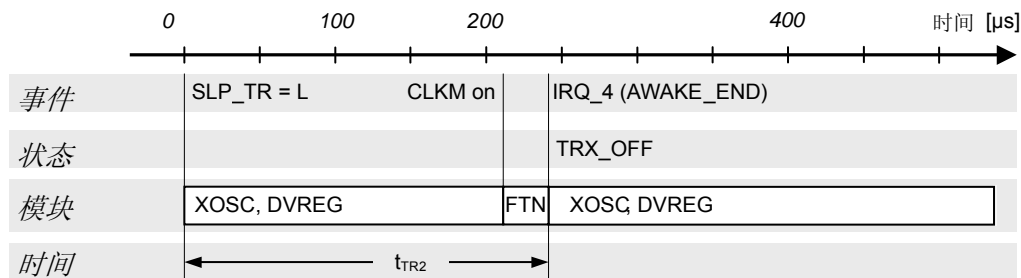 0 100 200 400 时间 [µs]
事件 SLP_TR = L CLKM on IRQ_4 (AWAKE_END)
状态 TRX_OFF
模块 XOSC, DVREG FTN XOSC, DVREG
时间 tTR2